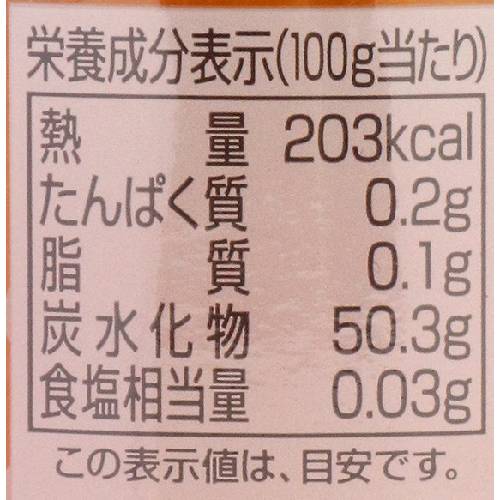 栄養成分表示(100g当たり)
熱量 203kcal
たんぱく質 0.2g
脂質 0.1g
炭水化物 50.3g
食塩相当量 0.03g
この表示値は、目安です。